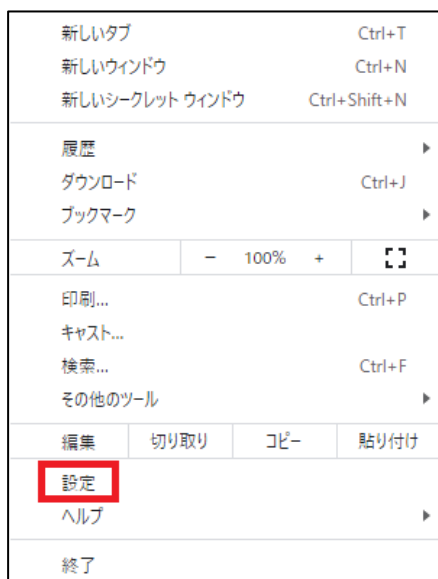 新しいタブ Ctrl+T
新しいウィンドウ Ctrl+N
新しいシークレット ウィンドウ Ctrl+Shift+N
履歴
ダウンロード Ctrl+J
ブックマーク
ズーム - 100% +
印刷... Ctrl+P
キャスト...
検索... Ctrl+F
その他のツール
編集 切り取り コピー 貼り付け
設定
ヘルプ
終了